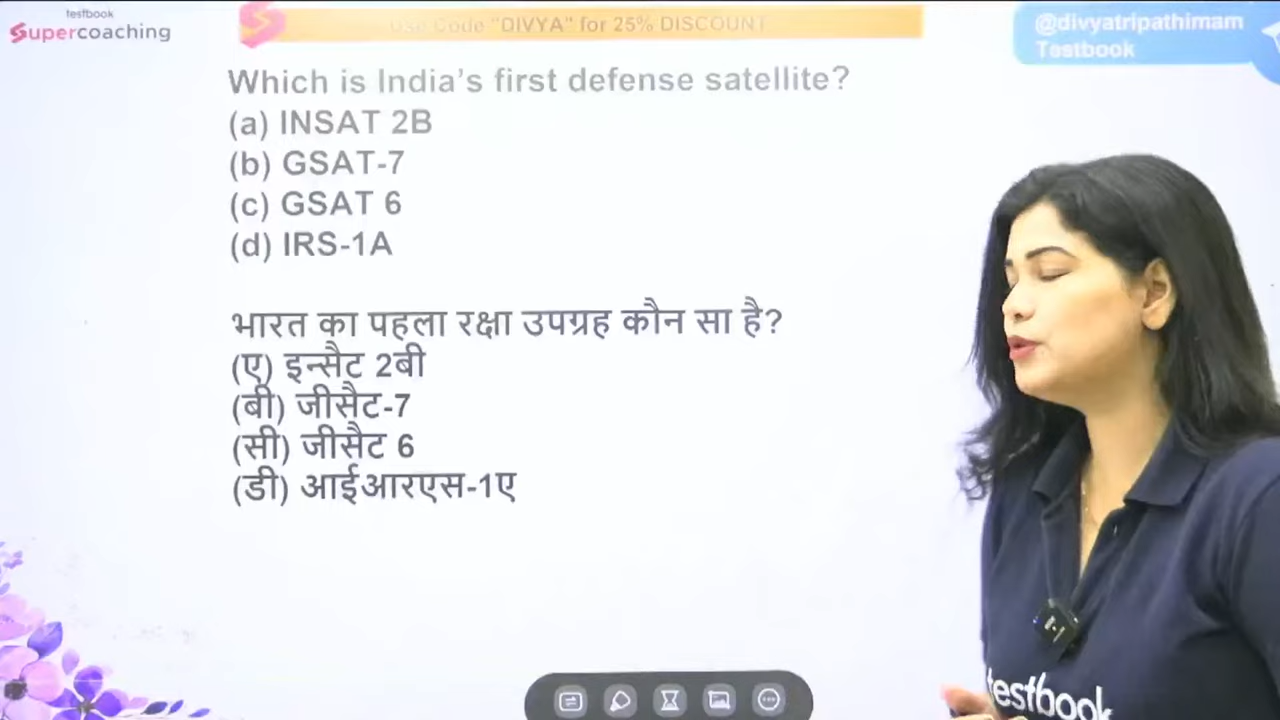 testbook
Supercoaching
Use Code "DIVYA" for 25% DISCOUNT
@divyatripathimam
Testbook
Which is India's first defense satellite?
(a) INSAT 2B
(b) GSAT-7
(c) GSAT 6
(d) IRS-1A
भारत का पहला रक्षा उपग्रह कौन सा है?
(ए) इन्सैट 2बी
(बी) जीसैट-7
(सी) जीसैट 6
(डी) आईआरएस-1ए
testbook